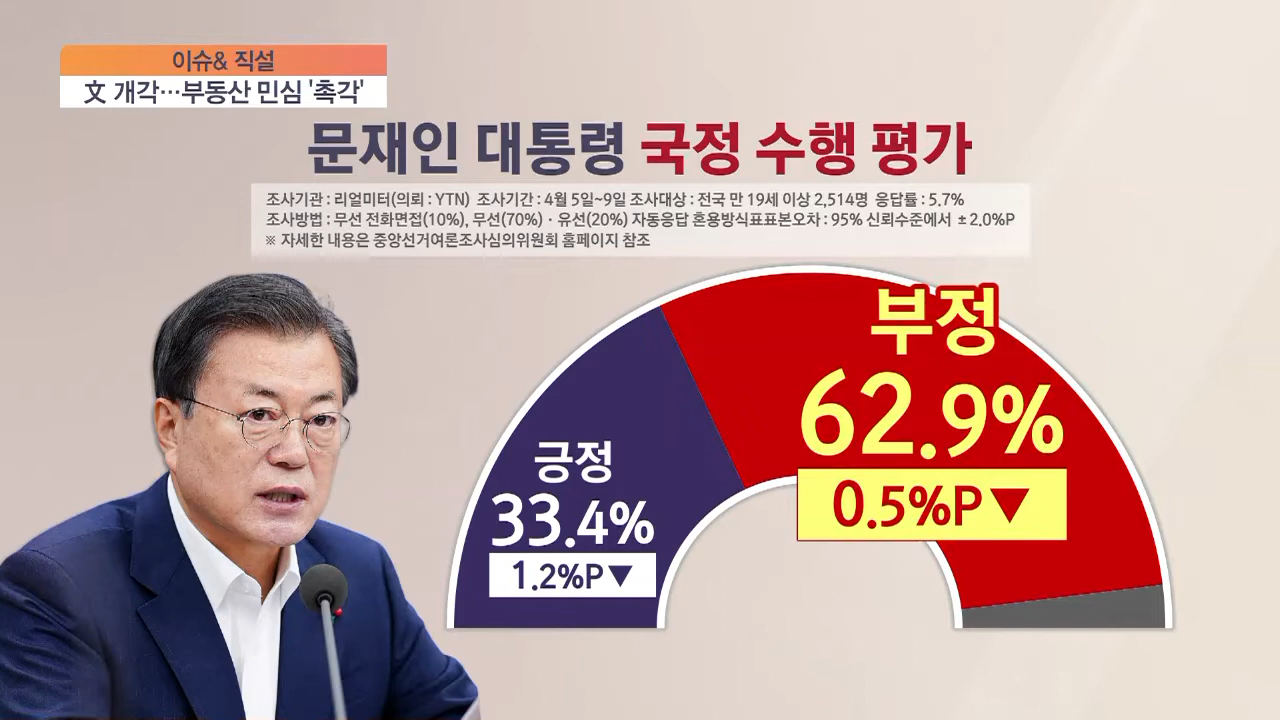 이슈& 직설
文 개각…부동산 민심 '촉각'
문재인 대통령 국정 수행 평가
조사기관 : 리얼미터(의뢰 : YTN) 조사기간 : 4월 5일~9일 조사대상 : 전국 만 19세 이상 2,514명 응답률 : 5.7%
조사방법 : 무선 전화면접(10%), 무선(70%)·유선(20%) 자동응답 혼용방식표표본오차 : 95% 신뢰수준에서 ±2.0%P
※ 자세한 내용은 중앙선거여론조사심의위원회 홈페이지 참조
긍정
33.4%
1.2%P▼
부정
62.9%
0.5%P▼